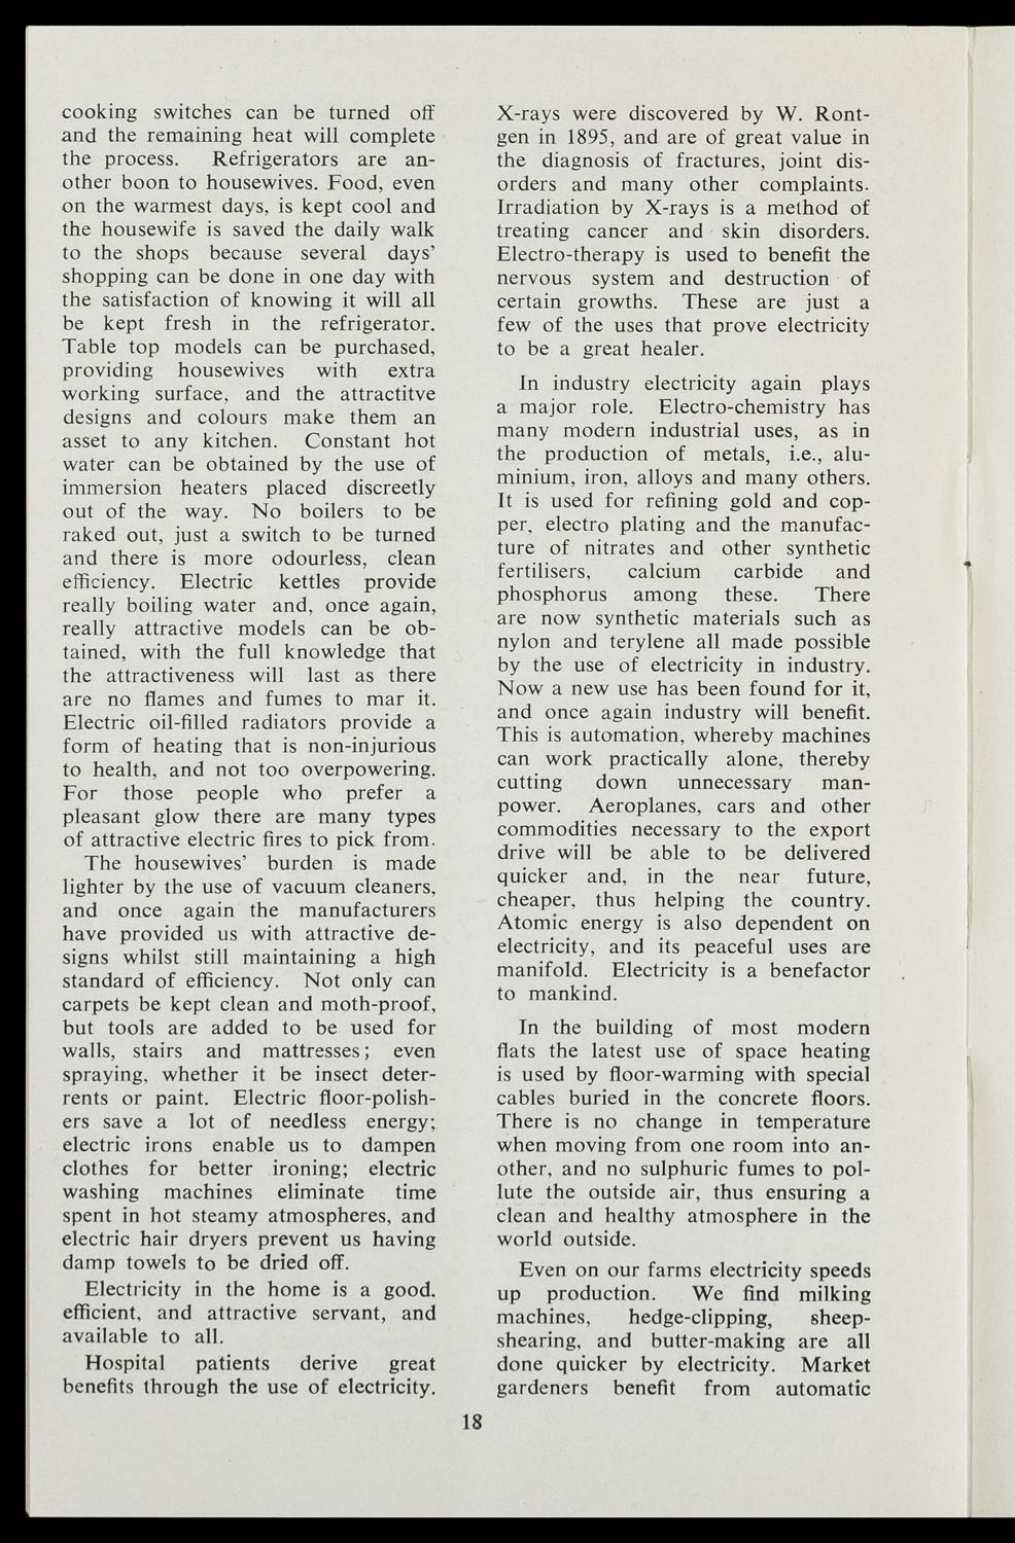 cooking switches can be turned off
and the remaining heat will complete
the process. Refrigerators are an-
other boon to housewives. Food, even
on the warmest days, is kept cool and
the housewife is saved the daily walk
to the shops because several days'
shopping can be done in one day with
the satisfaction of knowing it will all
be kept fresh in the refrigerator.
Table top models can be purchased,
providing housewives with extra
working surface, and the attractitve
designs and colours make them an
asset to any kitchen. Constant hot
water can be obtained by the use of
immersion heaters placed discreetly
out of the way. No boilers to be
raked out, just a switch to be turned
and there is more odourless, clean
efficiency. Electric kettles provide
really boiling water and, once again,
really attractive models can be ob-
tained, with the full knowledge that
the attractiveness will last as there
are no flames and fumes to mar it.
Electric oil-filled radiators provide a
form of heating that is non-injurious
to health, and not too overpowering.
For those people who prefer a
pleasant glow there are many types
of attractive electric fires to pick from.
The housewives' burden is made
lighter by the use of vacuum cleaners,
and once again the manufacturers
have provided us with attractive de-
signs whilst still maintaining a high
standard of efficiency. Not only can
carpets be kept clean and moth-proof,
but tools are added to be used for
walls, stairs and mattresses; even
spraying, whether it be insect deter-
rents or paint. Electric floor-polish-
ers save a lot of needless energy;
electric irons enable us to dampen
clothes for better ironing; electric
washing machines eliminate time
spent in hot steamy atmospheres, and
electric hair dryers prevent us having
damp towels to be dried off.
Electricity in the home is a good,
efficient, and attractive servant, and
available to all.
Hospital patients derive great
benefits through the use of electricity.
X-rays were discovered by W. Ront-
gen in 1895, and are of great value in
the diagnosis of fractures, joint dis-
orders and many other complaints.
Irradiation by X-rays is a method of
treating cancer and skin disorders.
Electro-therapy is used to benefit the
nervous system and destruction of
certain growths. These are just a
few of the uses that prove electricity
to be a great healer.
In industry electricity again plays
a major role. Electro-chemistry has
many modern industrial uses, as in
the production of metals, i.e., alu-
minium, iron, alloys and many others.
It is used for refining gold and cop-
per, electro plating and the manufac-
ture of nitrates and other synthetic
fertilisers, calcium carbide and
phosphorus among these. There
are now synthetic materials such as
nylon and terylene all made possible
by the use of electricity in industry.
Now a new use has been found for it,
and once again industry will benefit.
This is automation, whereby machines
can work practically alone, thereby
cutting down unnecessary man-
power. Aeroplanes, cars and other
commodities necessary to the export
drive will be able to be delivered
quicker and, in the near future,
cheaper, thus helping the country.
Atomic energy is also dependent on
electricity, and its peaceful uses are
manifold. Electricity is a benefactor
to mankind.
In the building of most modern
flats the latest use of space heating
is used by floor-warming with special
cables buried in the concrete floors.
There is no change in temperature
when moving from one room into an-
other, and no sulphuric fumes to pol-
lute the outside air, thus ensuring a
clean and healthy atmosphere in the
world outside.
Even on our farms electricity speeds
up production. We find milking
machines, hedge-clipping, sheep-
shearing, and butter-making are all
done quicker by electricity. Market
gardeners benefit from automatic
18